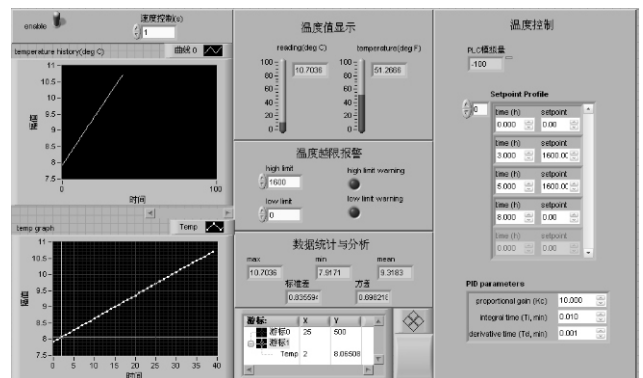 enable
速度控制(s)
1
temperature history(deg C)
曲线 0
11
10.5
10
9.5
9
8.5
8
7.5
幅值
0
100
时间
temp graph
Temp
11
10.5
10
9.5
9
8.5
8
7.5
幅值
0 5 10 15 20 25 30 35 40
时间
温度值显示
reading(deg C)
temperature(deg F)
100
80
60
40
20
0
10.7036
100
80
60
40
20
0
51.2666
温度越限报警
high limit
high limit warning
1600
low limit
low limit warning
0
数据统计与分析
max
min
mean
10.7036
7.9171
9.3183
标准差
方差
0.835594
0.698218
游标: X Y
游标0 25 500
游标1
Temp 2 8.06508
温度控制
PLC模拟量
-100
Setpoint Profile
0
time (h) setpoint
0.000 0.00
time (h) setpoint
3.000 1600.00
time (h) setpoint
5.000 1600.00
time (h) setpoint
8.000 0.00
time (h) setpoint
0.000 0.00
PID parameters
proportional gain (Kc) 10.000
integral time (Ti, min) 0.010
derivative time (Td, min) 0.001